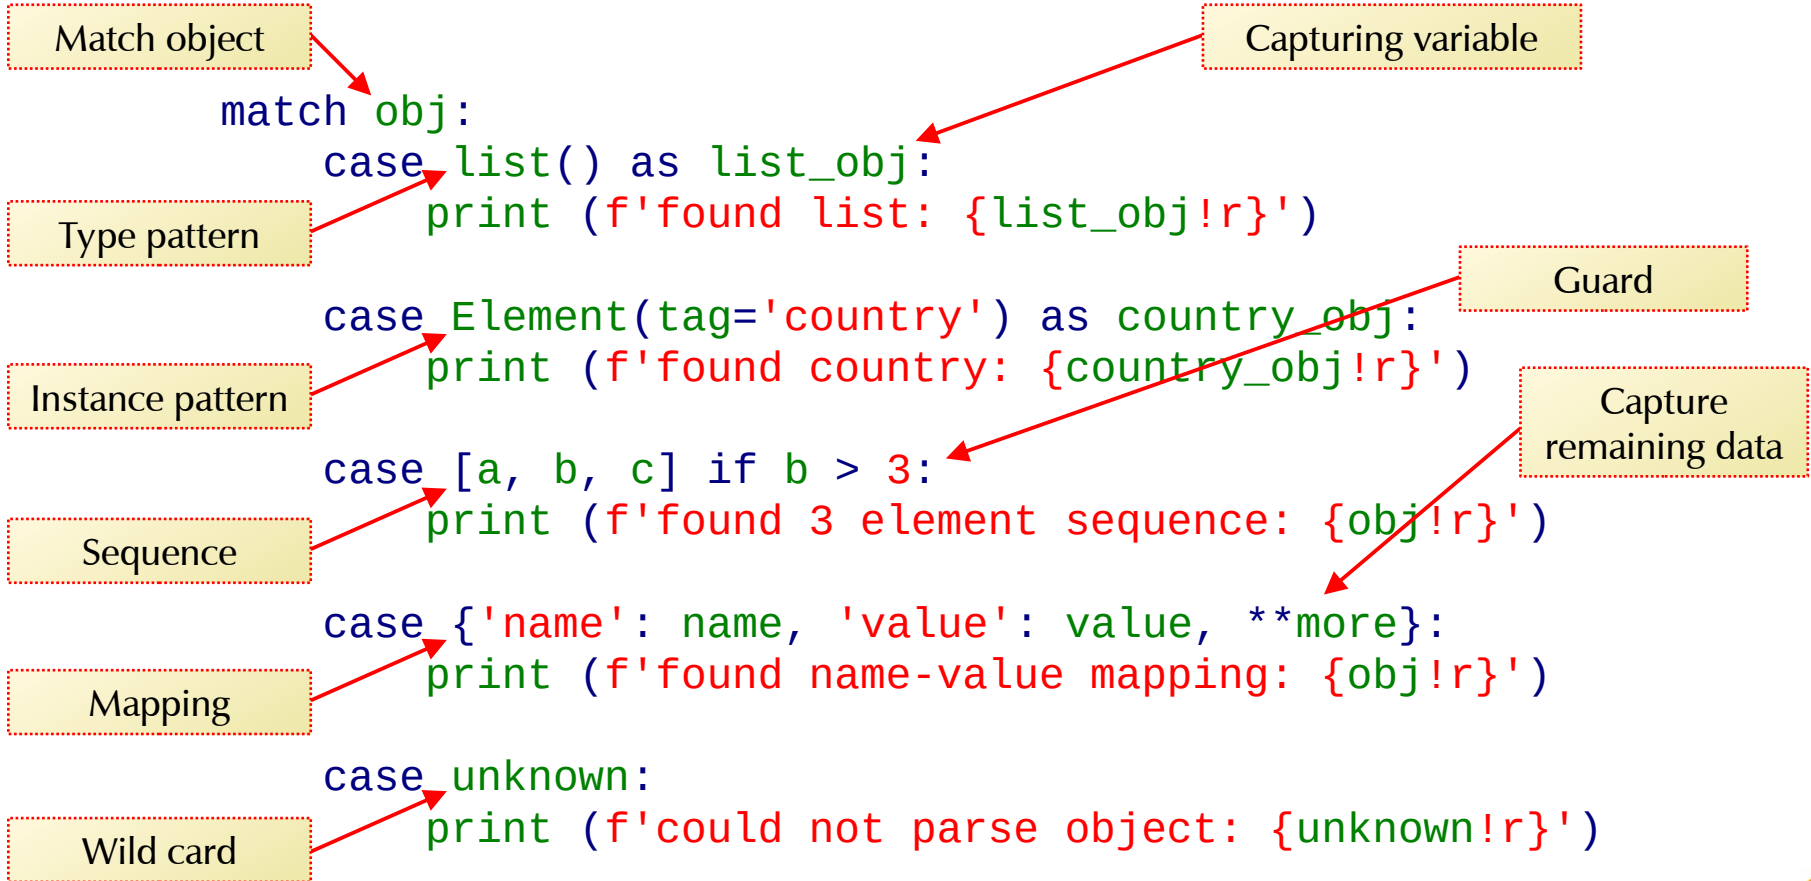 Match object
Capturing variable
match obj:
case list() as list_obj:
print (f'found list: {list_obj!r}')
Type pattern
Guard
case Element(tag='country') as country_obj:
print (f'found country: {country_obj!r}')
Instance pattern
Capture
remaining data
case [a, b, c] if b > 3:
print (f'found 3 element sequence: {obj!r}')
Sequence
case {'name': name, 'value': value, **more}:
print (f'found name-value mapping: {obj!r}')
Mapping
case unknown:
print (f'could not parse object: {unknown!r}')
Wild card